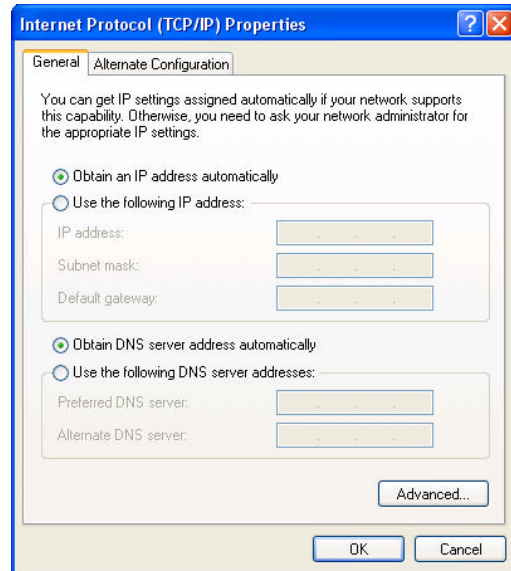 Internet Protocol (TCP/IP) Properties
General
Alternate Configuration
You can get IP settings assigned automatically if your network supports
this capability. Otherwise, you need to ask your network administrator for
the appropriate IP settings.
Obtain an IP address automatically
Use the following IP address:
IP address:
Subnet mask:
Default gateway:
Obtain DNS server address automatically
Use the following DNS server addresses:
Preferred DNS server:
Alternate DNS server:
Advanced...
OK
Cancel